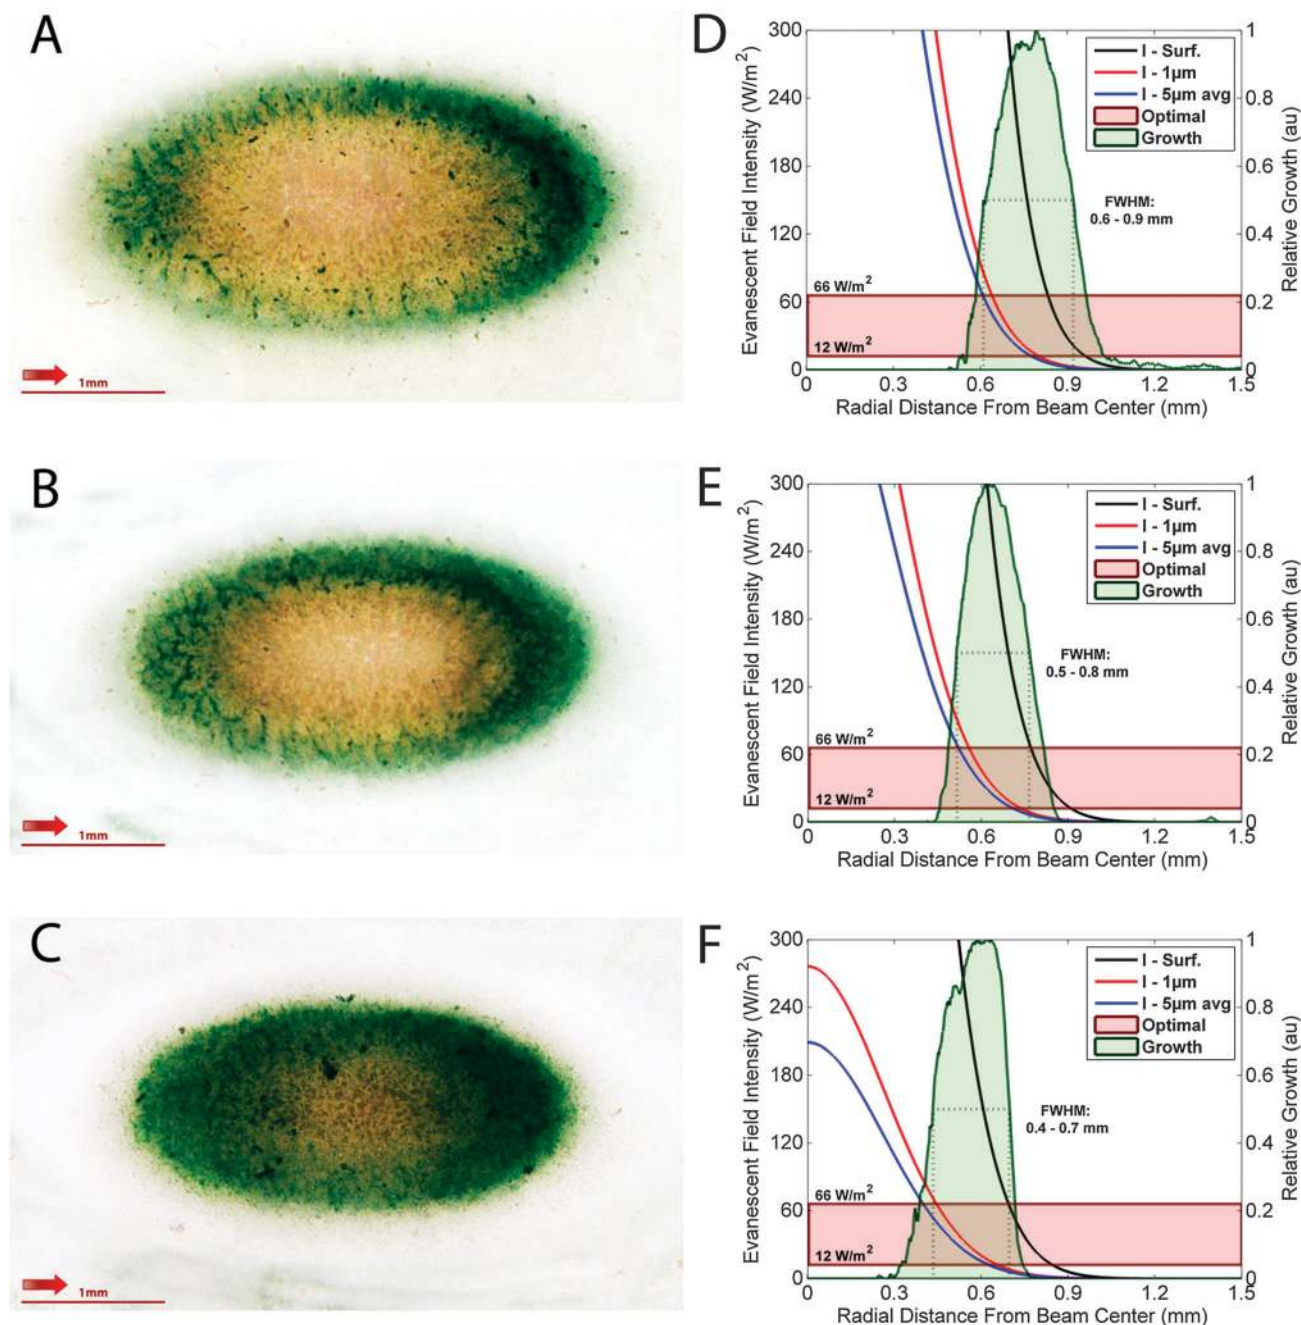 A
1mm
B
1mm
C
1mm
D
Evanescent Field Intensity (W/m²)
300
240
180
120
60
0
66 W/m²
12 W/m²
I - Surf.
I - 1µm
I - 5µm avg
Optimal
Growth
FWHM:
0.6 - 0.9 mm
1
0.8
0.6
0.4
0.2
0
Relative Growth (au)
0 0.3 0.6 0.9 1.2 1.5
Radial Distance From Beam Center (mm)
E
Evanescent Field Intensity (W/m²)
300
240
180
120
60
0
66 W/m²
12 W/m²
I - Surf.
I - 1µm
I - 5µm avg
Optimal
Growth
FWHM:
0.5 - 0.8 mm
1
0.8
0.6
0.4
0.2
0
Relative Growth (au)
0 0.3 0.6 0.9 1.2 1.5
Radial Distance From Beam Center (mm)
F
Evanescent Field Intensity (W/m²)
300
240
180
120
60
0
66 W/m²
12 W/m²
I - Surf.
I - 1µm
I - 5µm avg
Optimal
Growth
FWHM:
0.4 - 0.7 mm
1
0.8
0.6
0.4
0.2
0
Relative Growth (au)
0 0.3 0.6 0.9 1.2 1.5
Radial Distance From Beam Center (mm)